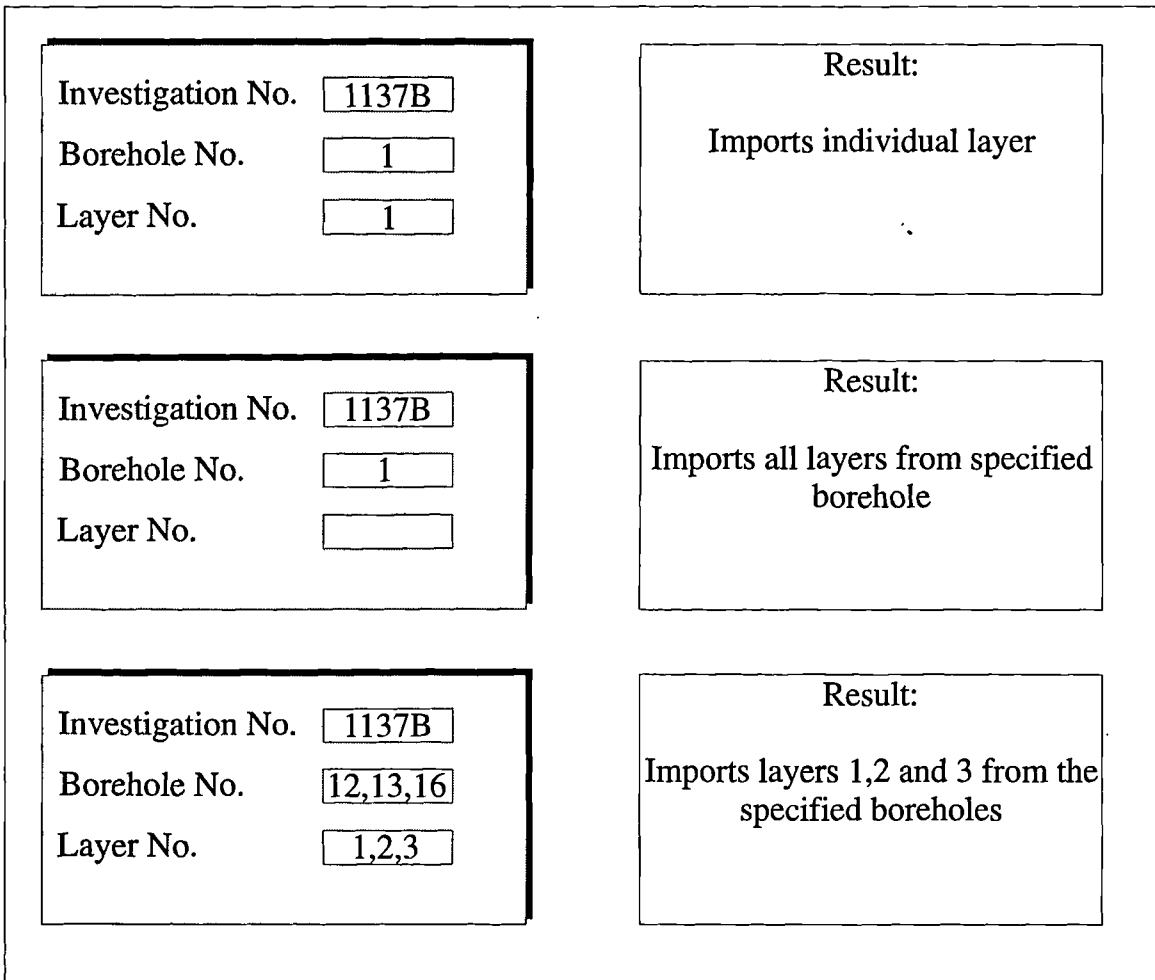 Investigation No. 1137B
Borehole No. 1
Layer No. 1
Result:
Imports individual layer
Investigation No. 1137B
Borehole No. 1
Layer No.
Result:
Imports all layers from specified
borehole
Investigation No. 1137B
Borehole No. 12,13,16
Layer No. 1,2,3
Result:
Imports layers 1,2 and 3 from the
specified boreholes